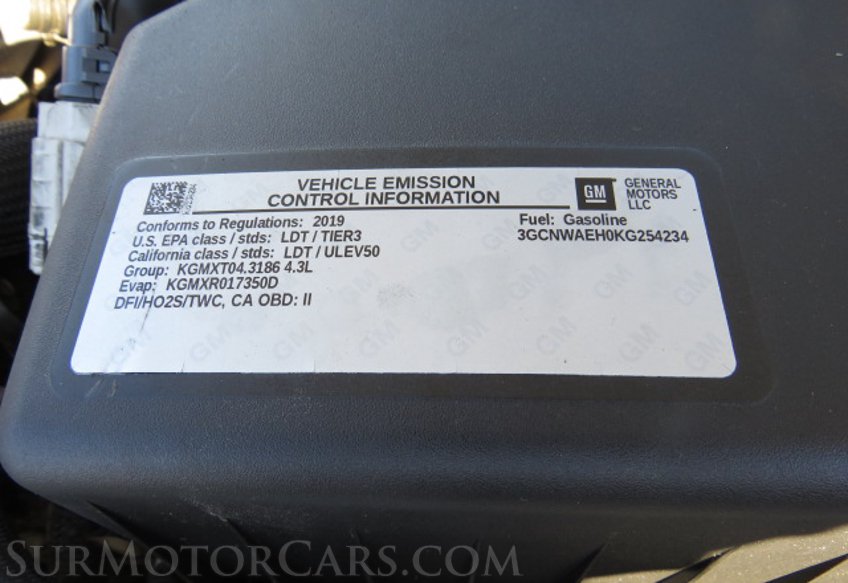 VEHICLE EMISSION
CONTROL INFORMATION
GM
GENERAL
MOTORS
LLC
Conforms to Regulations: 2019
Fuel: Gasoline
U.S. EPA class / stds: LDT / TIER3
3GCNWAEH0KG254234
California class / stds: LDT / ULEV50
Group: KGMXT04.3186 4.3L
Evap: KGMXR017350D
DFI/HO2S/TWC, CA OBD: II
SURMOTORCARS.COM